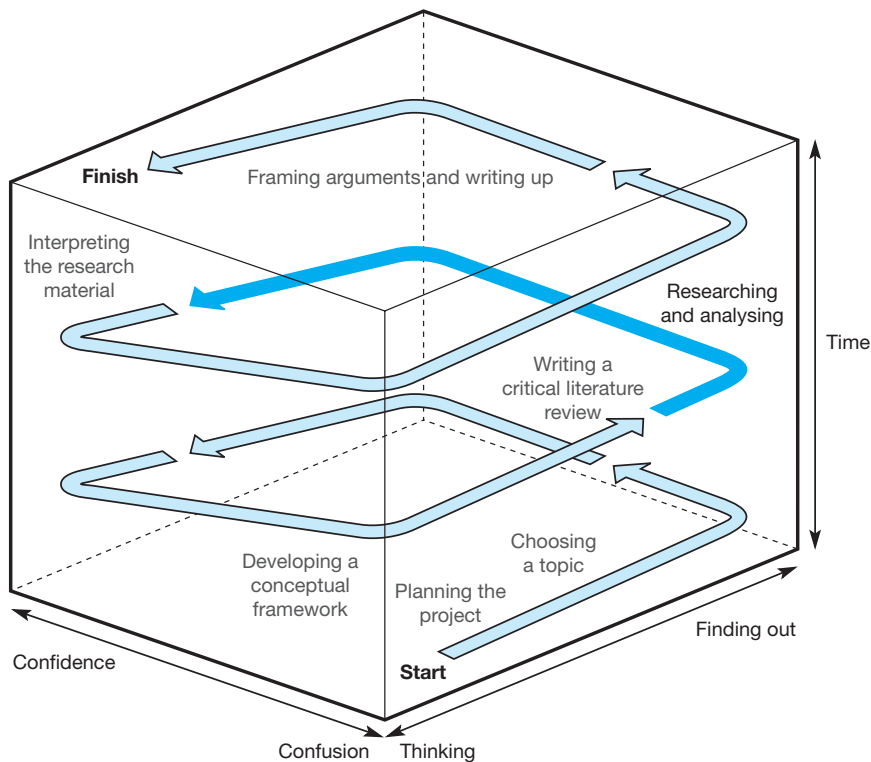 Finish
Framing arguments and writing up
Interpreting
the research
material
Researching
and analysing
Time
Writing a
critical literature
review
Choosing
a topic
Developing a
conceptual
framework
Planning the
project
Finding out
Start
Confidence
Confusion
Thinking